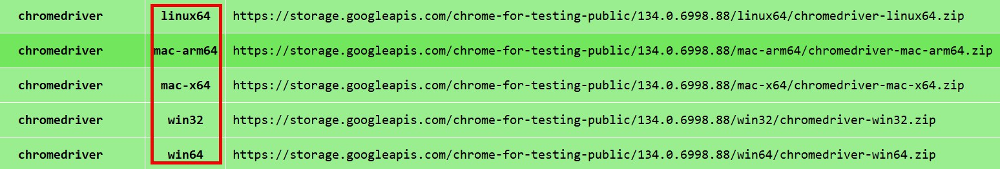 chromedriver linux64 https://storage.googleapis.com/chrome-for-testing-public/134.0.6998.88/linux64/chromedriver-linux64.zip
chromedriver mac-arm64 https://storage.googleapis.com/chrome-for-testing-public/134.0.6998.88/mac-arm64/chromedriver-mac-arm64.zip
chromedriver mac-x64 https://storage.googleapis.com/chrome-for-testing-public/134.0.6998.88/mac-x64/chromedriver-mac-x64.zip
chromedriver win32 https://storage.googleapis.com/chrome-for-testing-public/134.0.6998.88/win32/chromedriver-win32.zip
chromedriver win64 https://storage.googleapis.com/chrome-for-testing-public/134.0.6998.88/win64/chromedriver-win64.zip